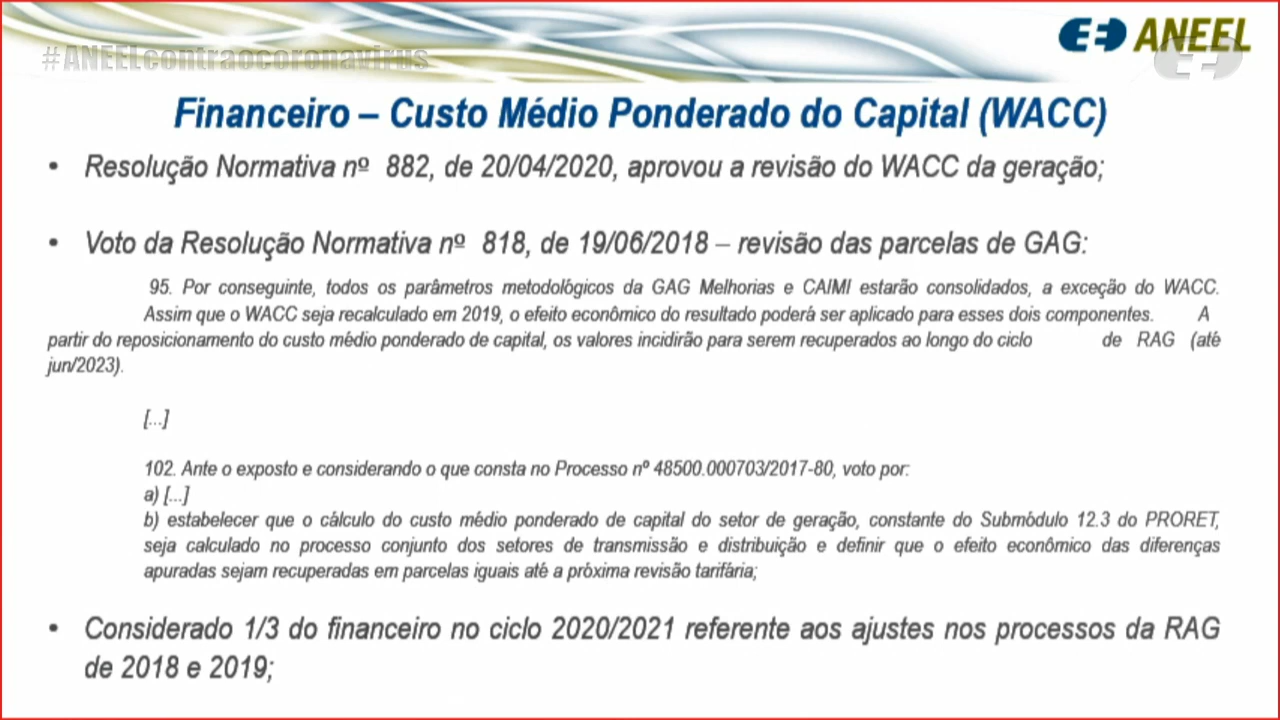 #ANEELcontraocoronavirus
ANEEL
Financeiro – Custo Médio Ponderado do Capital (WACC)
• Resolução Normativa nº 882, de 20/04/2020, aprovou a revisão do WACC da geração;
• Voto da Resolução Normativa nº 818, de 19/06/2018 – revisão das parcelas de GAG:
95. Por conseguinte, todos os parâmetros metodológicos da GAG Melhorias e CAIMI estarão consolidados, a exceção do WACC.
Assim que o WACC seja recalculado em 2019, o efeito econômico do resultado poderá ser aplicado para esses dois componentes. A
partir do reposicionamento do custo médio ponderado de capital, os valores incidirão para serem recuperados ao longo do ciclo de RAG (até
jun/2023).
[...]
102. Ante o exposto e considerando o que consta no Processo nº 48500.000703/2017-80, voto por:
a) [...]
b) estabelecer que o cálculo do custo médio ponderado de capital do setor de geração, constante do Submódulo 12.3 do PRORET,
seja calculado no processo conjunto dos setores de transmissão e distribuição e definir que o efeito econômico das diferenças
apuradas sejam recuperadas em parcelas iguais até a próxima revisão tarifária;
• Considerado 1/3 do financeiro no ciclo 2020/2021 referente aos ajustes nos processos da RAG
de 2018 e 2019;